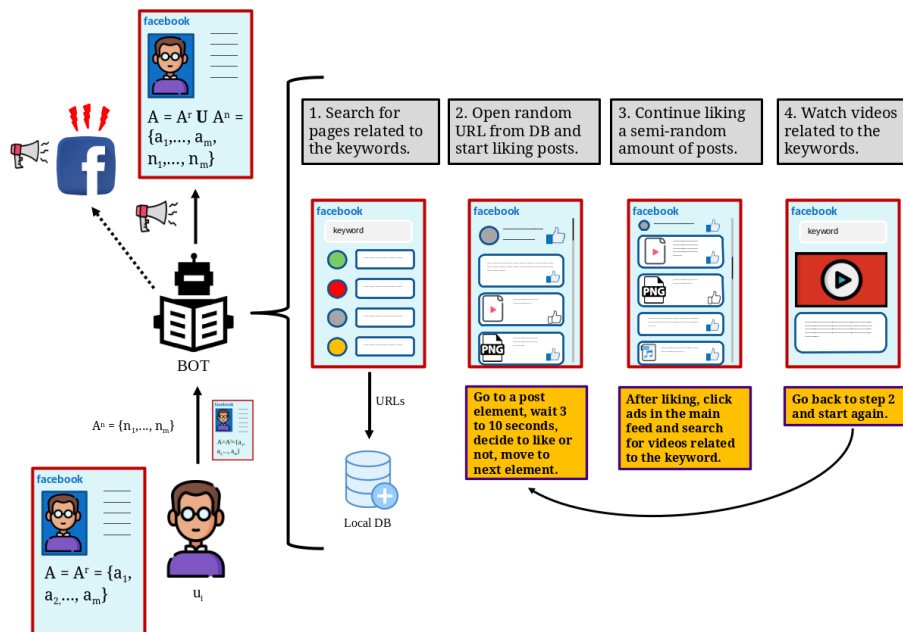 facebook
A = Aʳ U Aⁿ =
{a₁,..., aₘ,
n₁,..., nₘ}
BOT
Aⁿ = {n₁,..., nₘ}
facebook
A=Aʳ={a₁,
a₂,..., aₘ}
facebook
A = Aʳ = {a₁,
a₂,..., aₘ}
uᵢ
1. Search for
pages related to
the keywords.
facebook
keyword
URLs
Local DB
2. Open random
URL from DB and
start liking posts.
facebook
PNG
Go to a post
element, wait 3
to 10 seconds,
decide to like or
not, move to
next element.
3. Continue liking
a semi-random
amount of posts.
facebook
PNG
After liking, click
ads in the main
feed and search
for videos related
to the keyword.
4. Watch videos
related to the
keywords.
facebook
keyword
Go back to step 2
and start again.